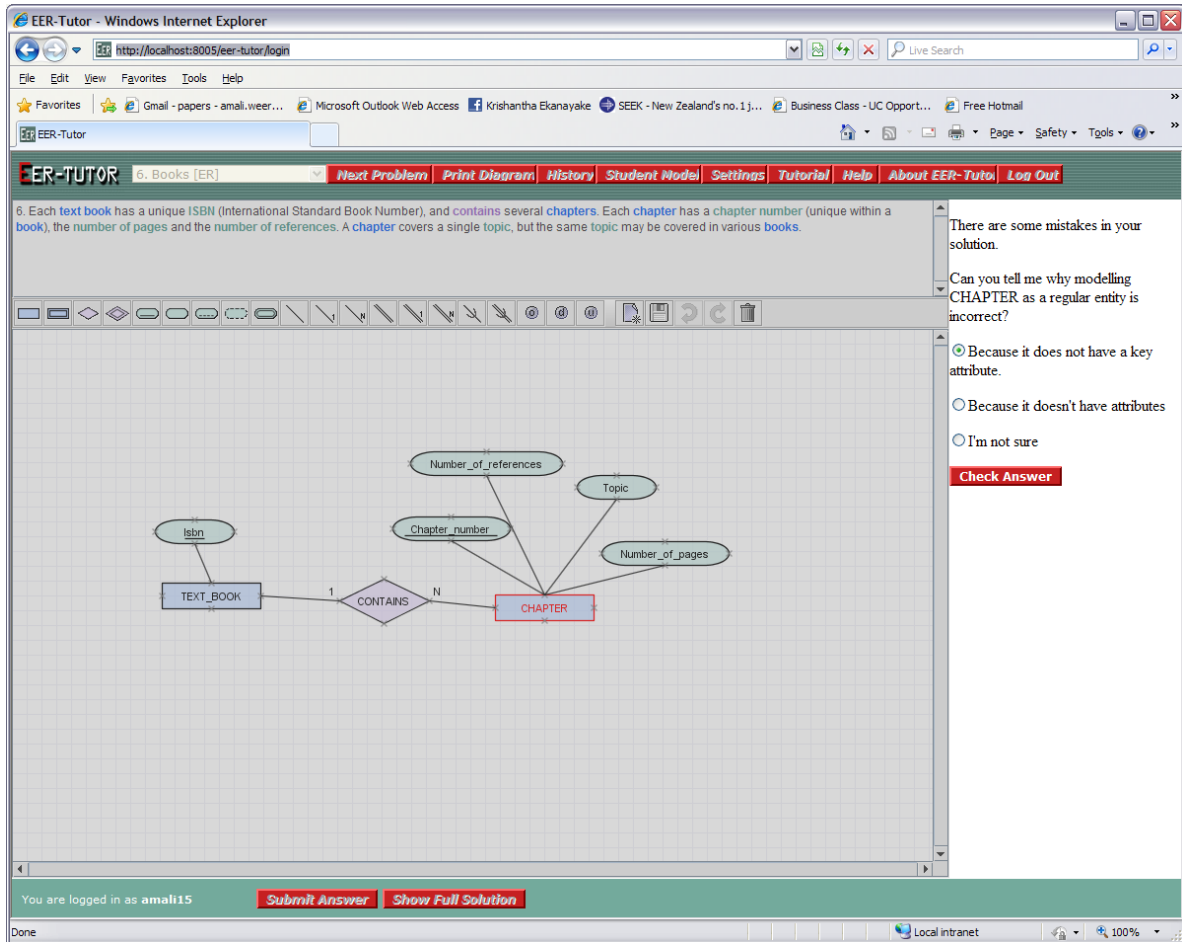 EER-Tutor - Windows Internet Explorer
http://localhost:8005/eer-tutor/login
Live Search
File Edit View Favorites Tools Help
Favorites Gmail - papers - amali.weer... Microsoft Outlook Web Access Krishantha Ekanayake SEEK - New Zealand's no. 1 j... Business Class - UC Opport... Free Hotmail »
EER-Tutor Page Safety Tools »
EER-TUTOR 6. Books [ER] Next Problem Print Diagram History Student Model Settings Tutorial Help About EER-Tuto Log Out
6. Each text book has a unique ISBN (International Standard Book Number), and contains several chapters. Each chapter has a chapter number (unique within a
book), the number of pages and the number of references. A chapter covers a single topic, but the same topic may be covered in various books.
There are some mistakes in your
solution.
Can you tell me why modelling
CHAPTER as a regular entity is
incorrect?
Because it does not have a key
attribute.
Because it doesn't have attributes
I'm not sure
Check Answer
1 N 1 N @ d u
Number_of_references
Topic
Isbn
Chapter_number
Number_of_pages
TEXT_BOOK
1
CONTAINS
N
CHAPTER
You are logged in as amali15 Submit Answer Show Full Solution
Done Local intranet 100%